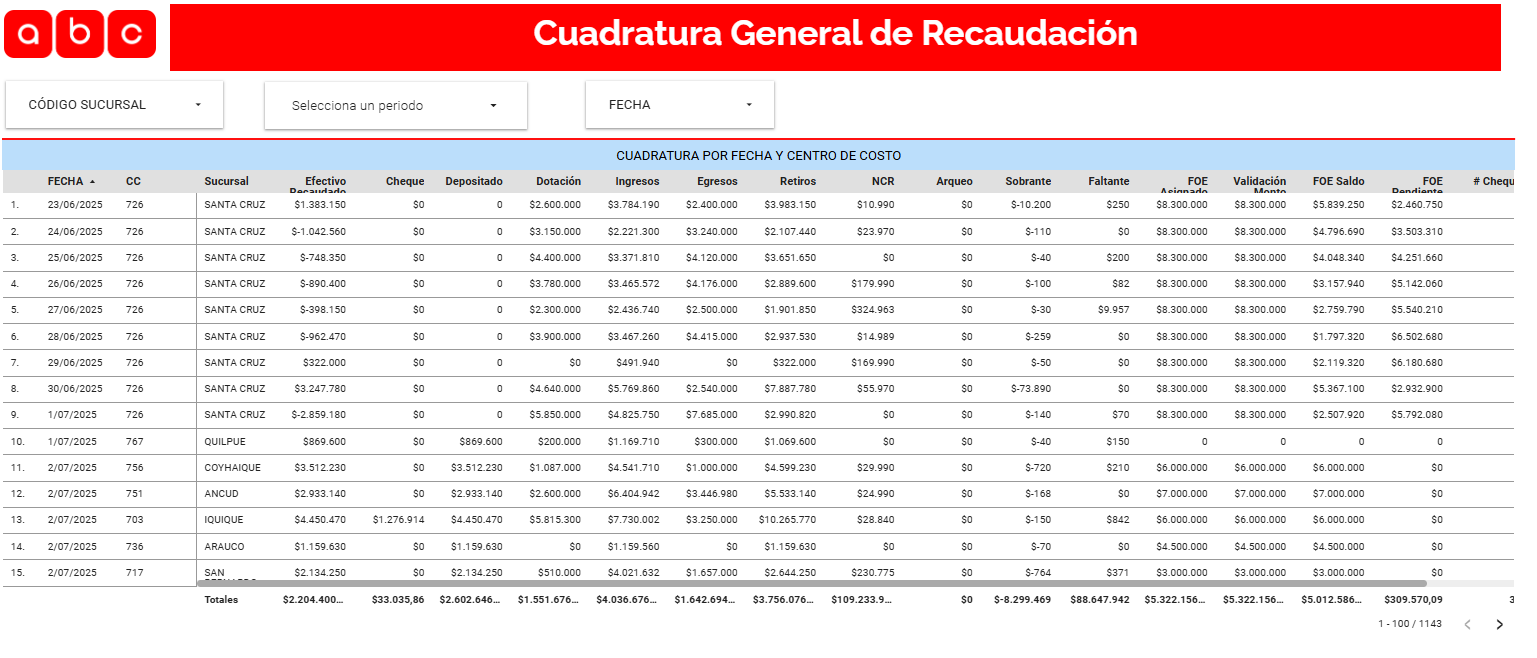 abc
Cuadratura General de Recaudación
CÓDIGO SUCURSAL Selecciona un periodo FECHA
CUADRATURA POR FECHA Y CENTRO DE COSTO
FECHA CC Sucursal Efectivo Recaudado Cheque Depositado Dotación Ingresos Egresos Retiros NCR Arqueo Sobrante Faltante FOE Asignado Validación Monto FOE Saldo FOE Pendiente # Chequ
1. 23/06/2025 726 SANTA CRUZ $1.383.150 $0 0 $2.600.000 $3.784.190 $2.400.000 $3.983.150 $10.990 $0 $-10.200 $250 $8.300.000 $8.300.000 $5.839.250 $2.460.750
2. 24/06/2025 726 SANTA CRUZ $-1.042.560 $0 0 $3.150.000 $2.221.300 $3.240.000 $2.107.440 $23.970 $0 $-110 $0 $8.300.000 $8.300.000 $4.796.690 $3.503.310
3. 25/06/2025 726 SANTA CRUZ $-748.350 $0 0 $4.400.000 $3.371.810 $4.120.000 $3.651.650 $0 $0 $-40 $200 $8.300.000 $8.300.000 $4.048.340 $4.251.660
4. 26/06/2025 726 SANTA CRUZ $-890.400 $0 0 $3.780.000 $3.465.572 $4.176.000 $2.889.600 $179.990 $0 $-100 $82 $8.300.000 $8.300.000 $3.157.940 $5.142.060
5. 27/06/2025 726 SANTA CRUZ $-398.150 $0 0 $2.300.000 $2.436.740 $2.500.000 $1.901.850 $324.963 $0 $-30 $9.957 $8.300.000 $8.300.000 $2.759.790 $5.540.210
6. 28/06/2025 726 SANTA CRUZ $-962.470 $0 0 $3.900.000 $3.467.260 $4.415.000 $2.937.530 $14.989 $0 $-259 $0 $8.300.000 $8.300.000 $1.797.320 $6.502.680
7. 29/06/2025 726 SANTA CRUZ $322.000 $0 0 $0 $491.940 $0 $322.000 $169.990 $0 $-50 $0 $8.300.000 $8.300.000 $2.119.320 $6.180.680
8. 30/06/2025 726 SANTA CRUZ $3.247.780 $0 0 $4.640.000 $5.769.860 $2.540.000 $7.887.780 $55.970 $0 $-73.890 $0 $8.300.000 $8.300.000 $5.367.100 $2.932.900
9. 1/07/2025 726 SANTA CRUZ $-2.859.180 $0 0 $5.850.000 $4.825.750 $7.685.000 $2.990.820 $0 $0 $-140 $70 $8.300.000 $8.300.000 $2.507.920 $5.792.080
10. 1/07/2025 767 QUILPUE $869.600 $0 $869.600 $200.000 $1.169.710 $300.000 $1.069.600 $0 $0 $-40 $150 0 0 0 0
11. 2/07/2025 756 COYHAIQUE $3.512.230 $0 $3.512.230 $1.087.000 $4.541.710 $1.000.000 $4.599.230 $29.990 $0 $-720 $210 $6.000.000 $6.000.000 $6.000.000 $0
12. 2/07/2025 751 ANCUD $2.933.140 $0 $2.933.140 $2.600.000 $6.404.942 $3.446.980 $5.533.140 $24.990 $0 $-168 $0 $7.000.000 $7.000.000 $7.000.000 $0
13. 2/07/2025 703 IQUIQUE $4.450.470 $1.276.914 $4.450.470 $5.815.300 $7.730.002 $3.250.000 $10.265.770 $28.840 $0 $-150 $842 $6.000.000 $6.000.000 $6.000.000 $0
14. 2/07/2025 736 ARAUCO $1.159.630 $0 $1.159.630 $0 $1.159.560 $0 $1.159.630 $0 $0 $-70 $0 $4.500.000 $4.500.000 $4.500.000 $0
15. 2/07/2025 717 SAN $2.134.250 $0 $2.134.250 $510.000 $4.021.632 $1.657.000 $2.644.250 $230.775 $0 $-764 $371 $3.000.000 $3.000.000 $3.000.000 $0
Totales $2.204.400... $33.035,86 $2.602.646... $1.551.676... $4.036.676... $1.642.694... $3.756.076... $109.233.9... $0 $-8.299.469 $88.647.942 $5.322.156... $5.322.156... $5.012.586... $309.570,09 3
1 - 100 / 1143